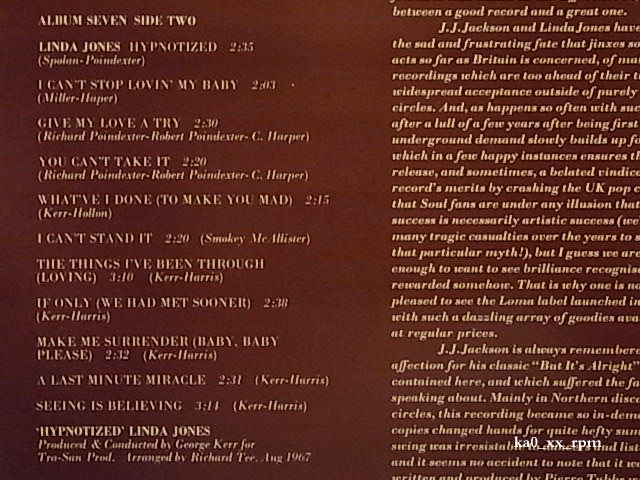 ALBUM SEVEN SIDE TWO
LINDA JONES HYPNOTIZED 2:35
(Spolan-Poindexter)
I CAN'T STOP LOVIN' MY BABY 2:03
(Miller-Haper)
GIVE MY LOVE A TRY 2:30
(Richard Poindexter-Robert Poindexter-C. Harper)
YOU CAN'T TAKE IT 2:20
(Richard Poindexter-Robert Poindexter-C. Harper)
WHAT'VE I DONE (TO MAKE YOU MAD) 2:15
(Kerr-Hollon)
I CAN'T STAND IT 2:20 (Smokey McAllister)
THE THINGS I'VE BEEN THROUGH
(LOVING) 3:10 (Kerr-Harris)
IF ONLY (WE HAD MET SOONER) 2:38
(Kerr-Harris)
MAKE ME SURRENDER (BABY, BABY
PLEASE) 2:32 (Kerr-Harris)
A LAST MINUTE MIRACLE 2:31 (Kerr-Harris)
SEEING IS BELIEVING 3:14 (Kerr-Harris)
'HYPNOTIZED' LINDA JONES
Produced & Conducted by George Kerr for
Tra-San Prod. Arranged by Richard Tee. Aug 1967
between a good record and a great one.
J.J. Jackson and Linda Jones have
the sad and frustrating fate that jinxes so
acts so far as Britain is concerned, of ma
recordings which are too ahead of their t
widespread acceptance outside of purely
circles. And, as happens so often with suc
after a lull of a few years after being first
underground demand slowly builds up fo
which in a few happy instances ensures th
release, and sometimes, a belated vindic
record's merits by crashing the UK pop c
that Soul fans are under any illusion that
success is necessarily artistic success (we
many tragic casualties over the years to s
that particular myth!), but I guess we are
enough to want to see brilliance recognis
rewarded somehow. That is why one is no
pleased to see the Loma label launched in
with such a dazzling array of goodies ava
at regular prices.
J.J. Jackson is always remembere
affection for his classic "But It's Alright"
contained here, and which suffered the fa
speaking about. Mainly in Northern disc
circles, this recording became so in-dem
copies changed hands for quite hefty sum
swing was irresistible
and it seems no accident to note that it w
written and produced by Pierre Tubbs w
ka0_xx_rpm